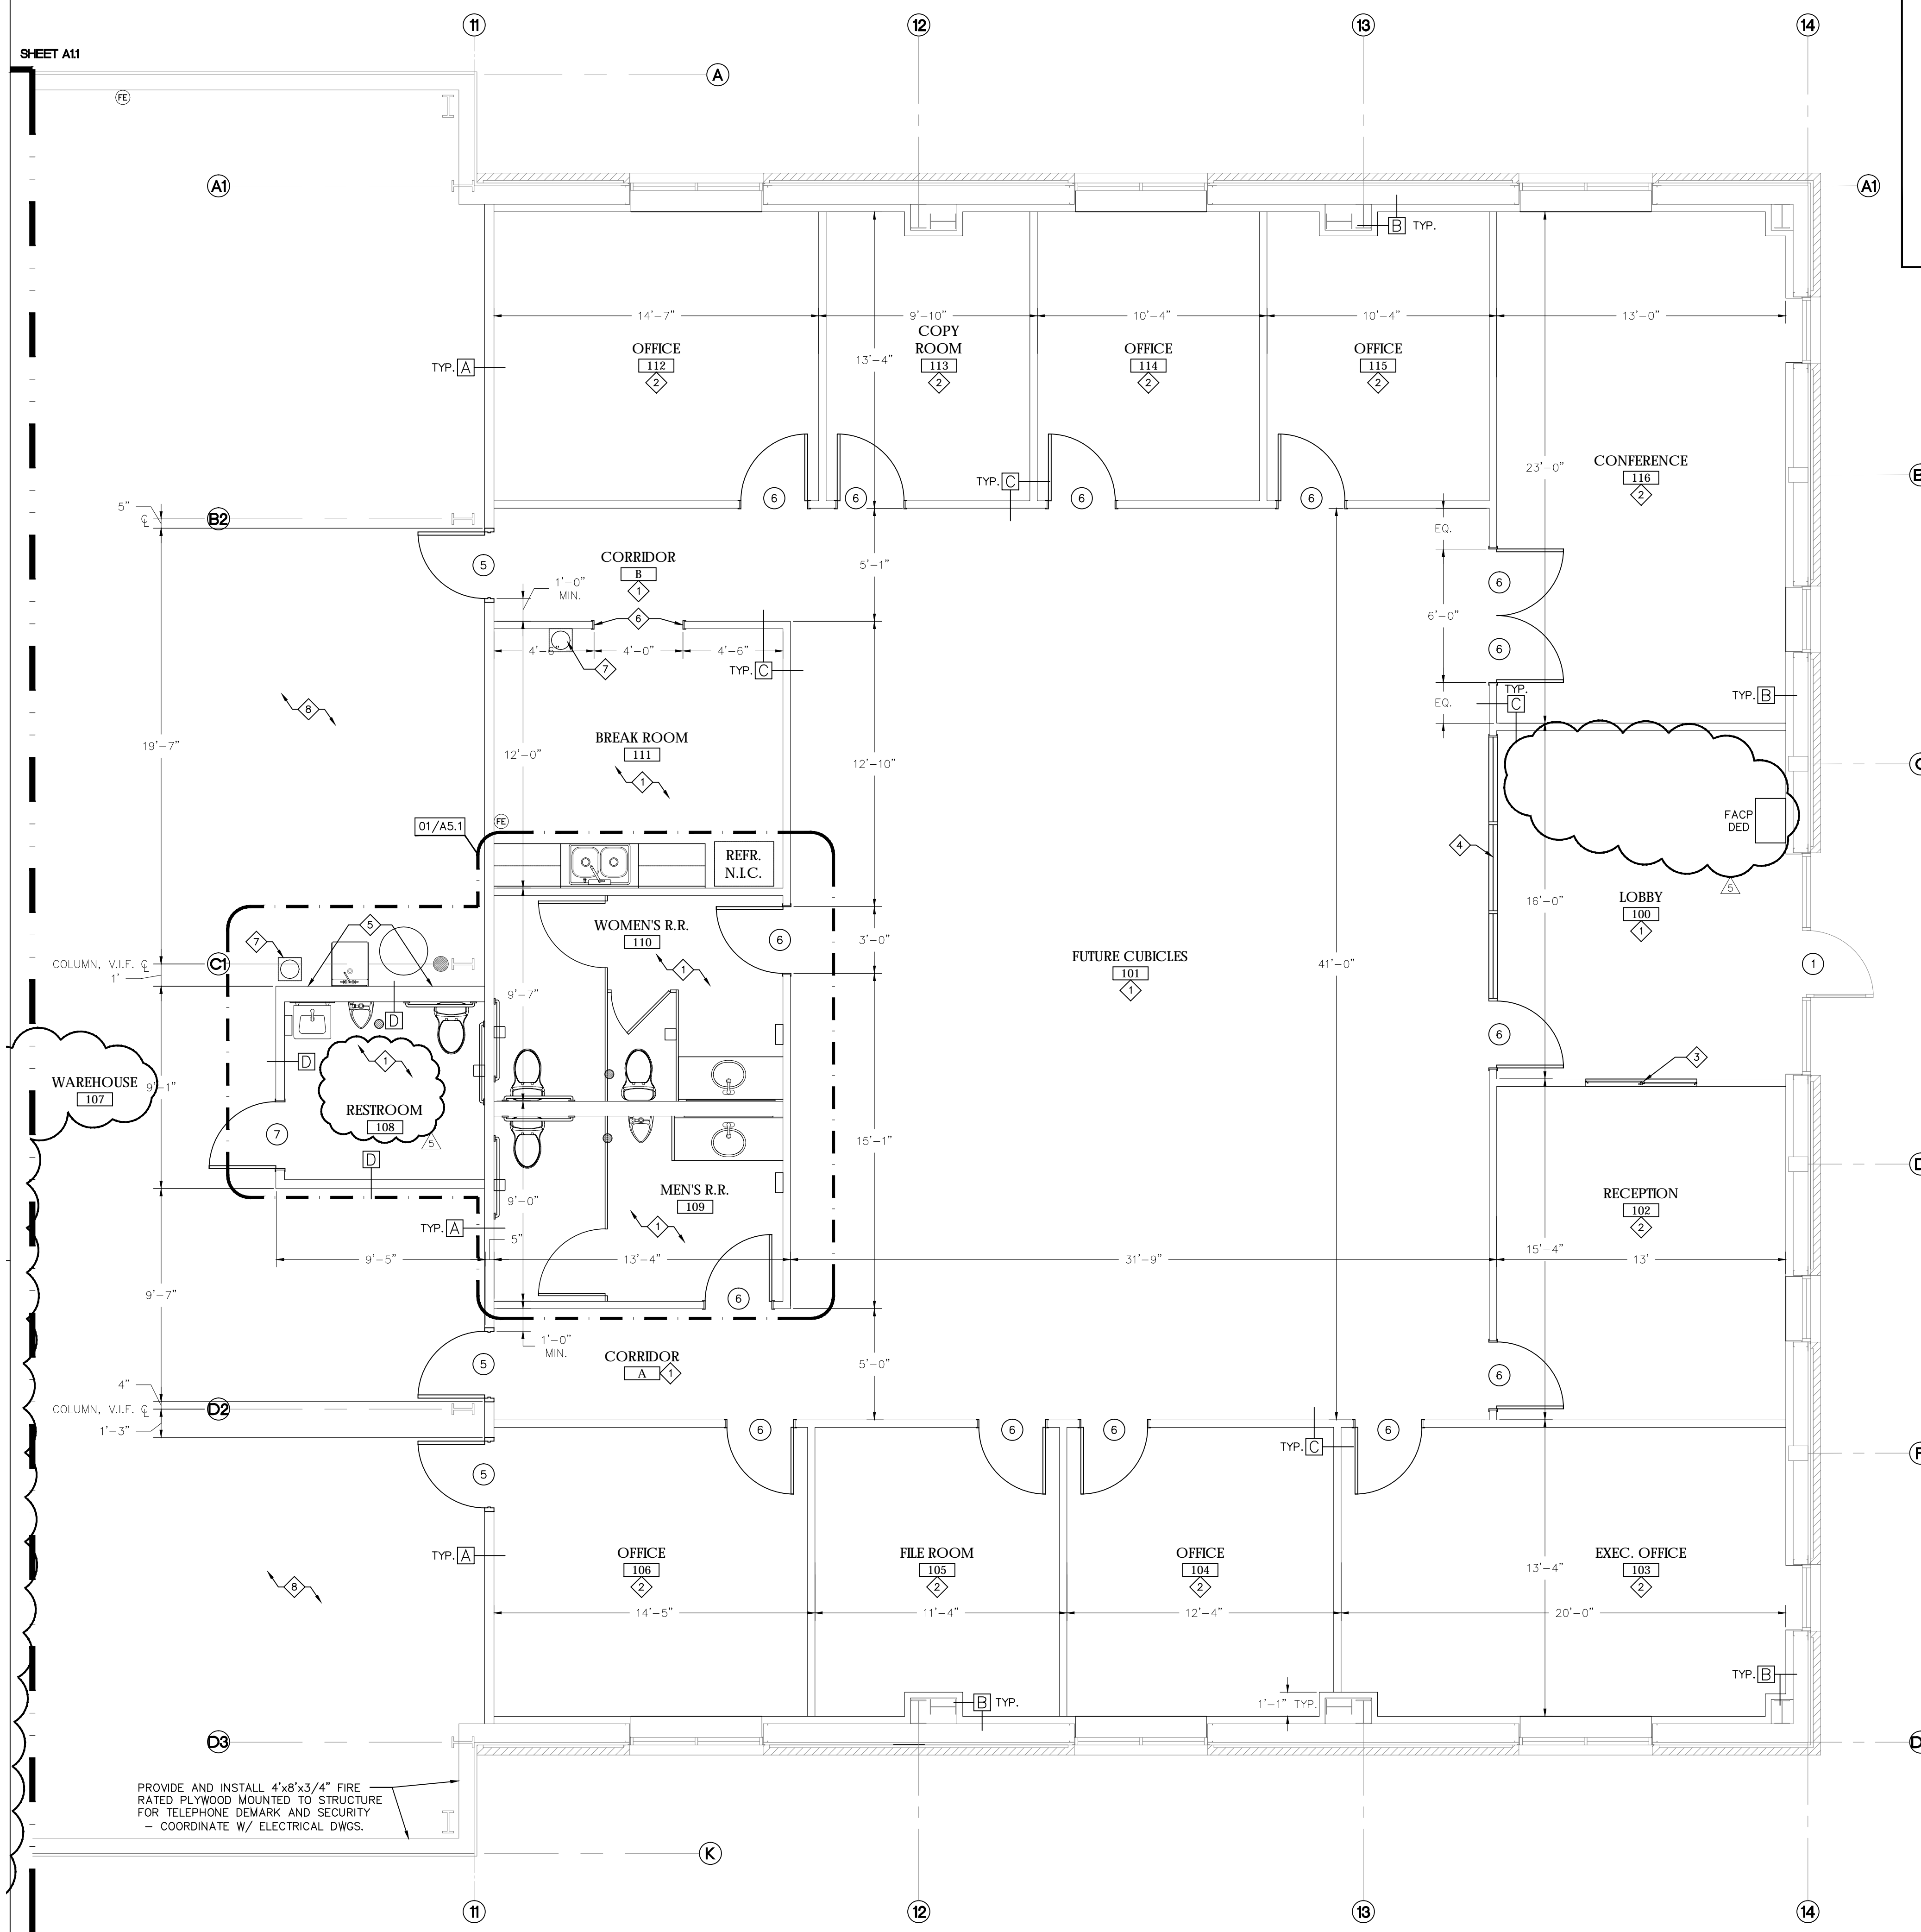 11
12
13
14
SHEET A1.1
A
FE
A1
A1
B TYP.
14'-7"
9'-10"
10'-4"
10'-4"
13'-0"
OFFICE
112
2
COPY
ROOM
113
2
13'-4"
OFFICE
114
2
OFFICE
115
2
TYP. A
CONFERENCE
116
2
23'-0"
TYP. C
6
6
6
6
5"
℄
B2
EQ.
5
CORRIDOR
B
1
5'-1"
1'-0"
MIN.
6
6
6'-0"
6
4'-0"
4'-6"
7
TYP. C
EQ.
TYP.
C
TYP. B
8
19'-7"
BREAK ROOM
111
1
12'-0"
12'-10"
FACP
DED
5
01/A5.1
FE
REFR.
N.I.C.
4
16'-0"
LOBBY
100
1
WOMEN'S R.R.
110
1
6
3'-0"
5
7
COLUMN, V.I.F. ℄
C1
1'
FUTURE CUBICLES
101
1
41'-0"
1
9'-7"
D
D
6
3
1
WAREHOUSE
107
9'-1"
RESTROOM
108
5
7
D
15'-1"
MEN'S R.R.
109
1
9'-0"
RECEPTION
102
2
TYP. A
5"
9'-5"
13'-4"
31'-9"
15'-4"
13'
9'-7"
6
1'-0"
MIN.
CORRIDOR
A
1
5
5'-0"
6
4"
COLUMN, V.I.F. ℄
D2
1'-3"
6
6
6
6
TYP. C
5
TYP. A
OFFICE
106
2
FILE ROOM
105
2
OFFICE
104
2
EXEC. OFFICE
103
2
13'-4"
8
14'-5"
11'-4"
12'-4"
20'-0"
TYP. B
B TYP.
1'-1" TYP.
D3
PROVIDE AND INSTALL 4'x8'x3/4" FIRE
RATED PLYWOOD MOUNTED TO STRUCTURE
FOR TELEPHONE DEMARK AND SECURITY
– COORDINATE W/ ELECTRICAL DWGS.
K
11
12
13
14